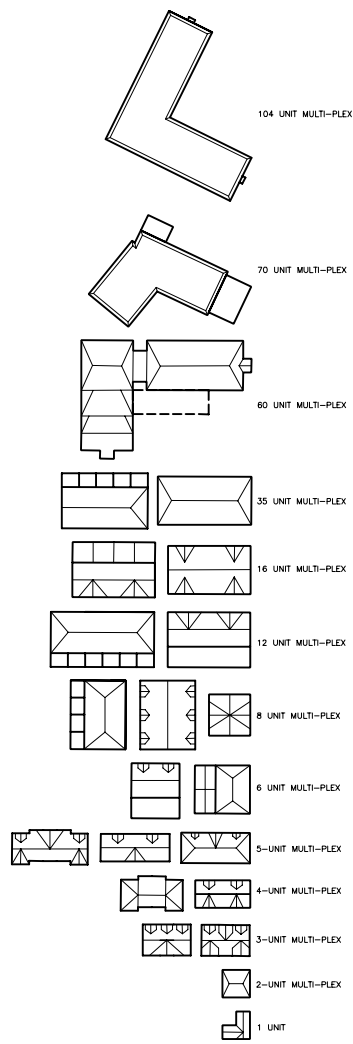 104 UNIT MULTI-PLEX
70 UNIT MULTI-PLEX
60 UNIT MULTI-PLEX
35 UNIT MULTI-PLEX
16 UNIT MULTI-PLEX
12 UNIT MULTI-PLEX
8 UNIT MULTI-PLEX
6 UNIT MULTI-PLEX
5-UNIT MULTI-PLEX
4-UNIT MULTI-PLEX
3-UNIT MULTI-PLEX
2-UNIT MULTI-PLEX
1 UNIT